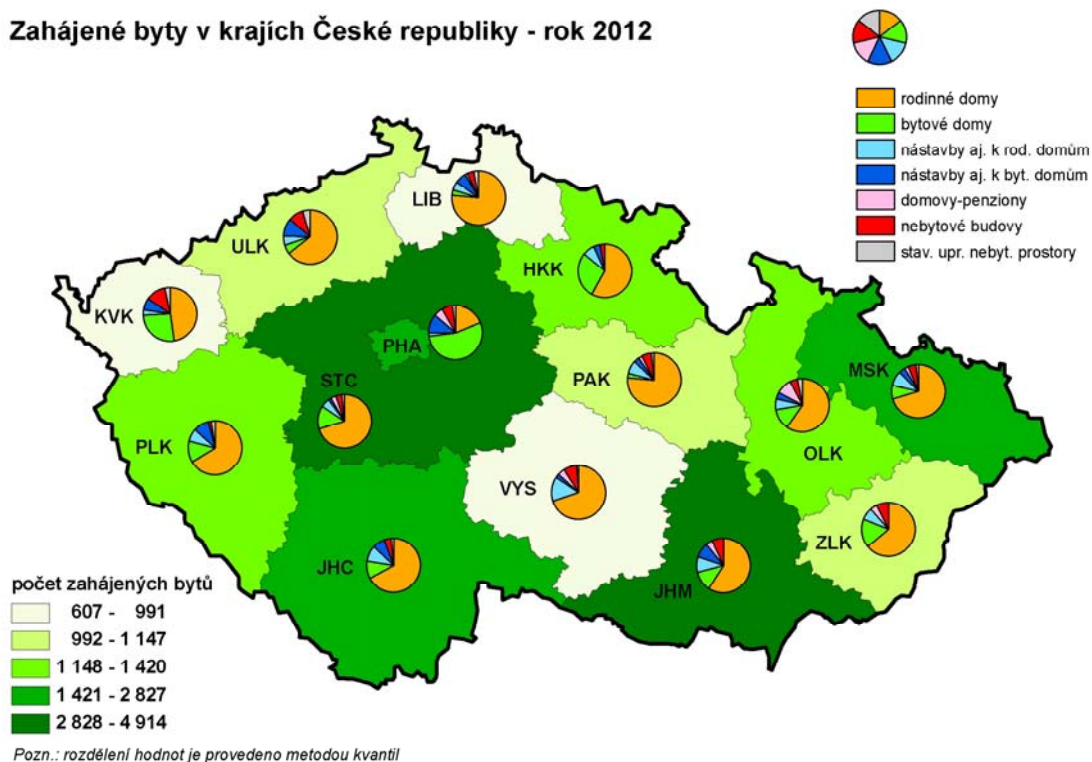 Zahájené byty v krajích České republiky - rok 2012
rodinné domy
bytové domy
nástavby aj. k rod. domům
nástavby aj. k byt. domům
domovy-penziony
nebytové budovy
stav. upr. nebyt. prostory
LIB
ULK
HKK
KVK
PHA
MSK
STC
PAK
PLK
OLK
VYS
ZLK
JHC
JHM
počet zahájených bytů
607 - 991
992 - 1 147
1 148 - 1 420
1 421 - 2 827
2 828 - 4 914
Pozn.: rozdělení hodnot je provedeno metodou kvantil